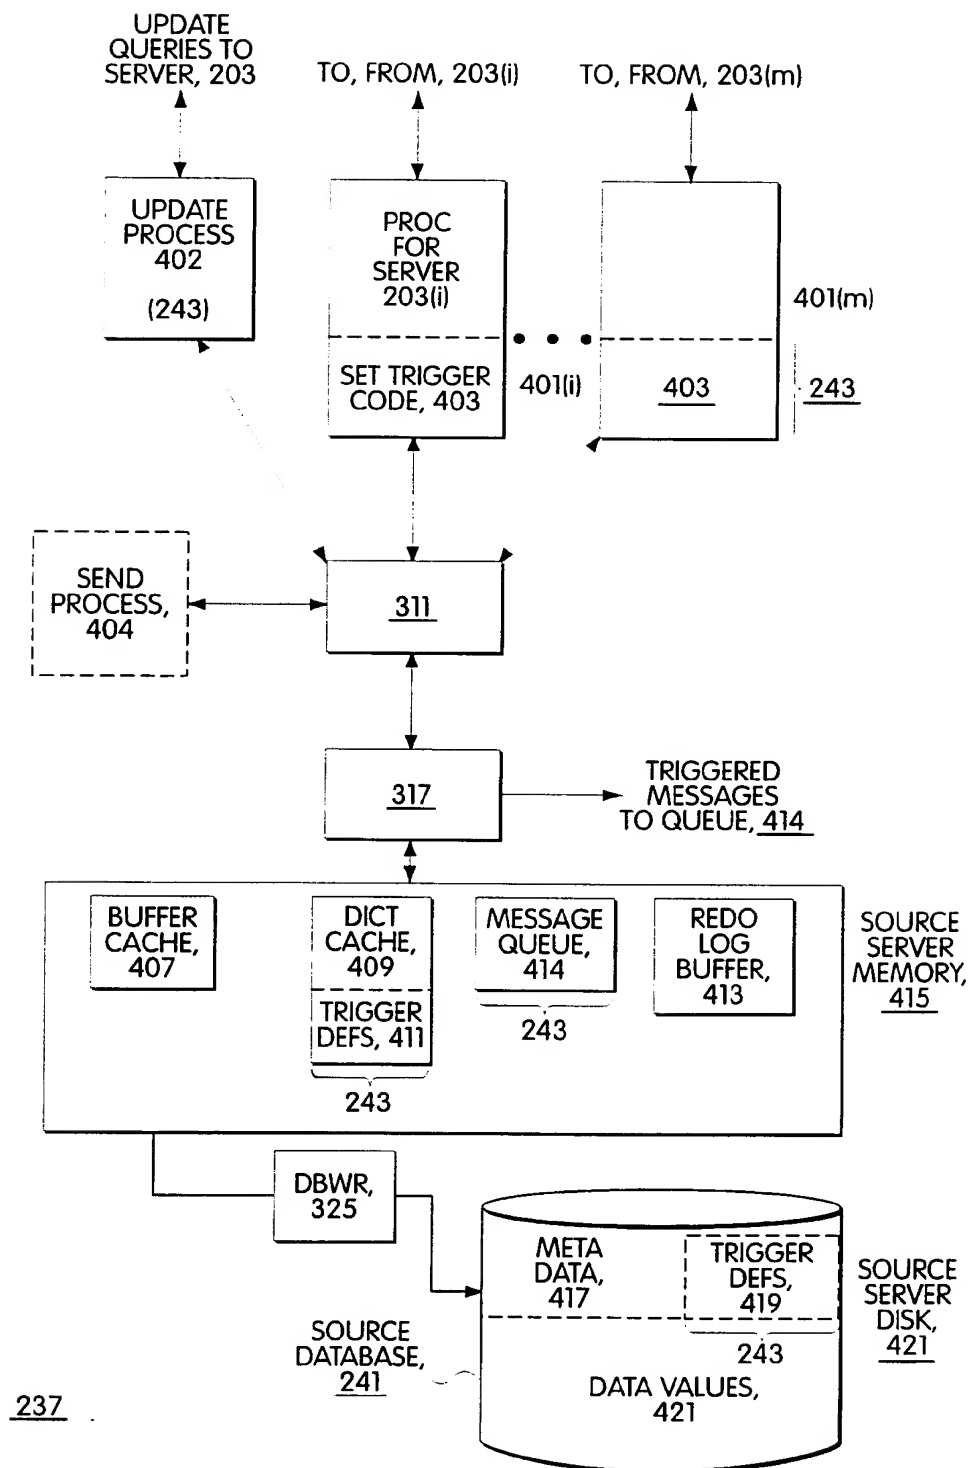 UPDATE
QUERIES TO
SERVER, 203
TO, FROM, 203(i)
TO, FROM, 203(m)
UPDATE
PROCESS
402
(243)
PROC
FOR
SERVER
203(i)
SET TRIGGER
CODE, 403
401(i)
401(m)
403
243
SEND
PROCESS,
404
311
317
TRIGGERED
MESSAGES
TO QUEUE, 414
BUFFER
CACHE,
407
DICT
CACHE,
409
TRIGGER
DEFS, 411
243
MESSAGE
QUEUE,
414
243
REDO
LOG
BUFFER,
413
SOURCE
SERVER
MEMORY,
415
DBWR,
325
META
DATA,
417
TRIGGER
DEFS,
419
243
SOURCE
SERVER
DISK,
421
SOURCE
DATABASE,
241
DATA VALUES,
421
237